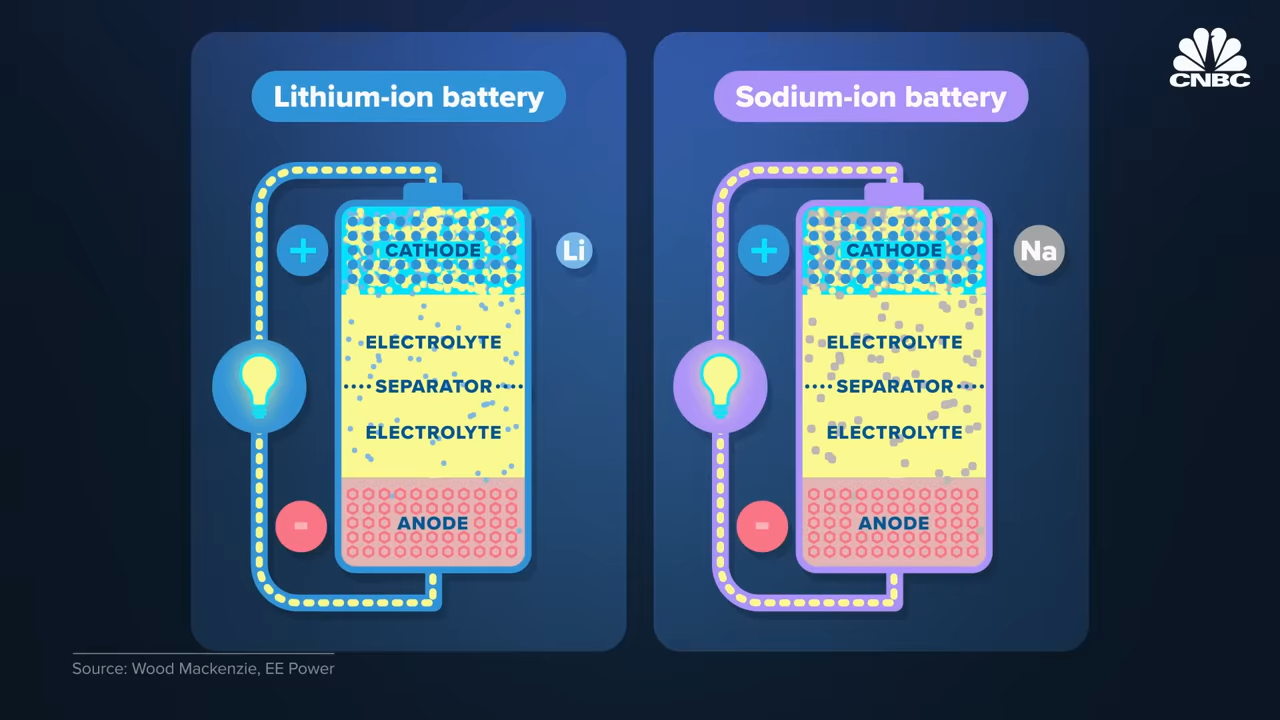 CNBC
Lithium-ion battery
+
CATHODE
Li
ELECTROLYTE
SEPARATOR
ELECTROLYTE
-
ANODE
Sodium-ion battery
+
CATHODE
Na
ELECTROLYTE
SEPARATOR
ELECTROLYTE
-
ANODE
Source: Wood Mackenzie, EE Power